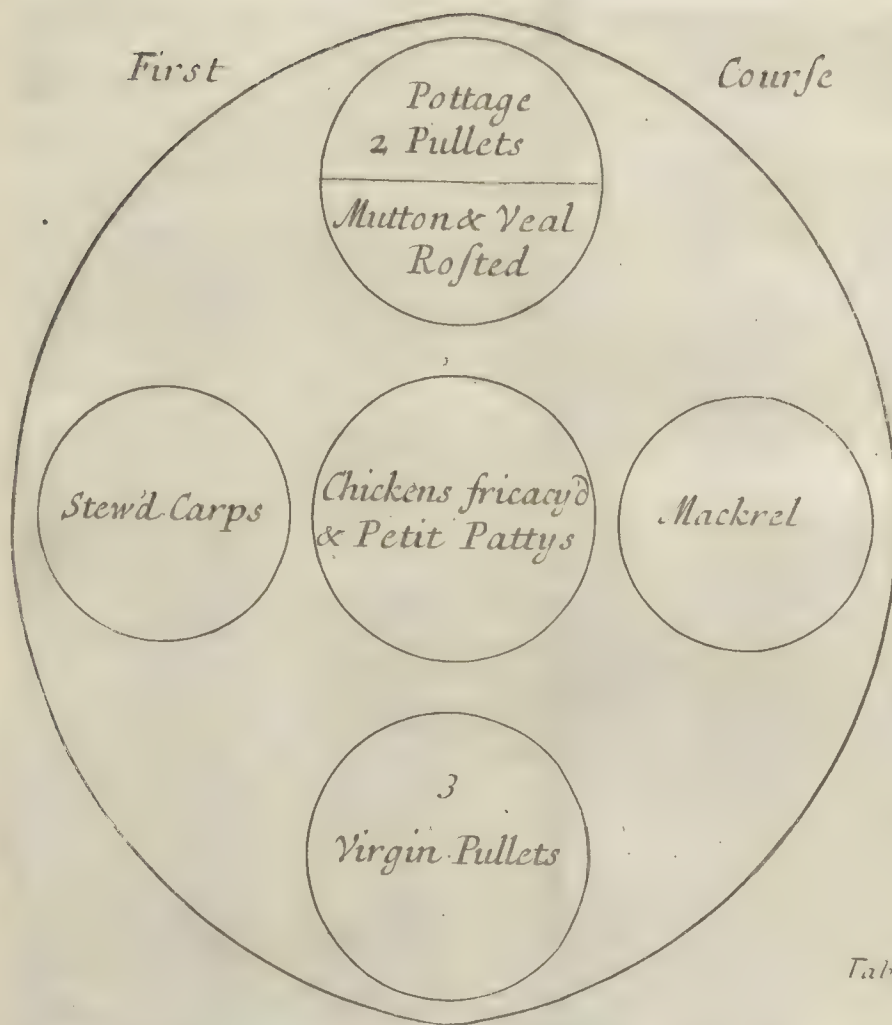 First Courſe
Pottage
2 Pullets
Mutton & Veal
Roſted
Stew'd Carps
Chickens fricacy'd
& Petit Pattys
Mackrel
3
Virgin Pullets